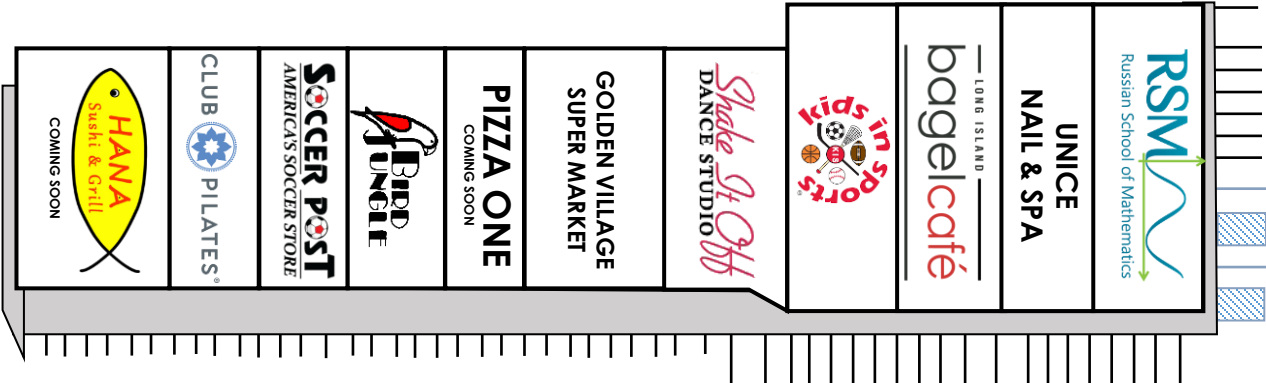 HANA
Sushi & Grill
COMING SOON
CLUB PILATES®
SOCCER POST
AMERICA'S SOCCER STORE
BIRD
JUNGLE
PIZZA ONE
COMING SOON
GOLDEN VILLAGE
SUPER MARKET
Shake It Off
DANCE STUDIO
kids in
KIS
sports®
LONG ISLAND
bagelcafé
UNICE
NAIL & SPA
RSM
Russian School of Mathematics